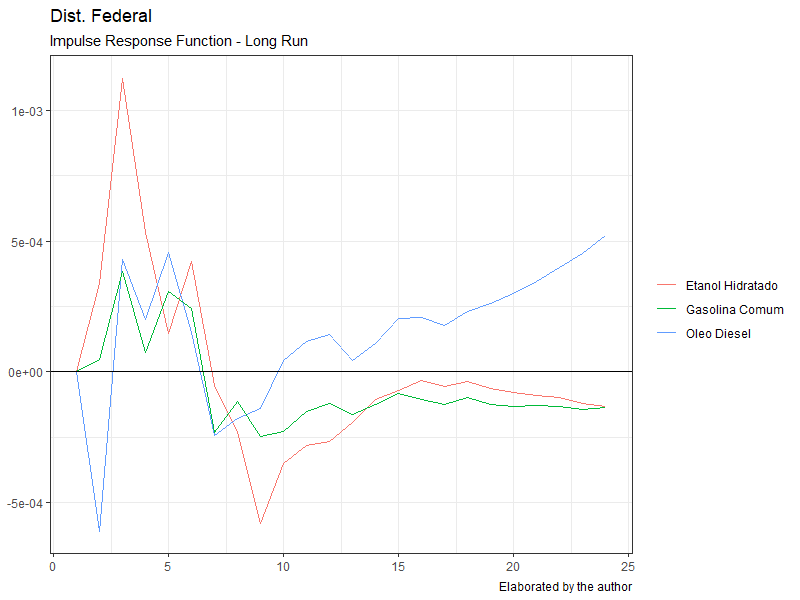 Dist. Federal
Impulse Response Function - Long Run
1e-03
5e-04
0e+00
-5e-04
0 5 10 15 20 25
Etanol Hidratado
Gasolina Comum
Oleo Diesel
Elaborated by the author